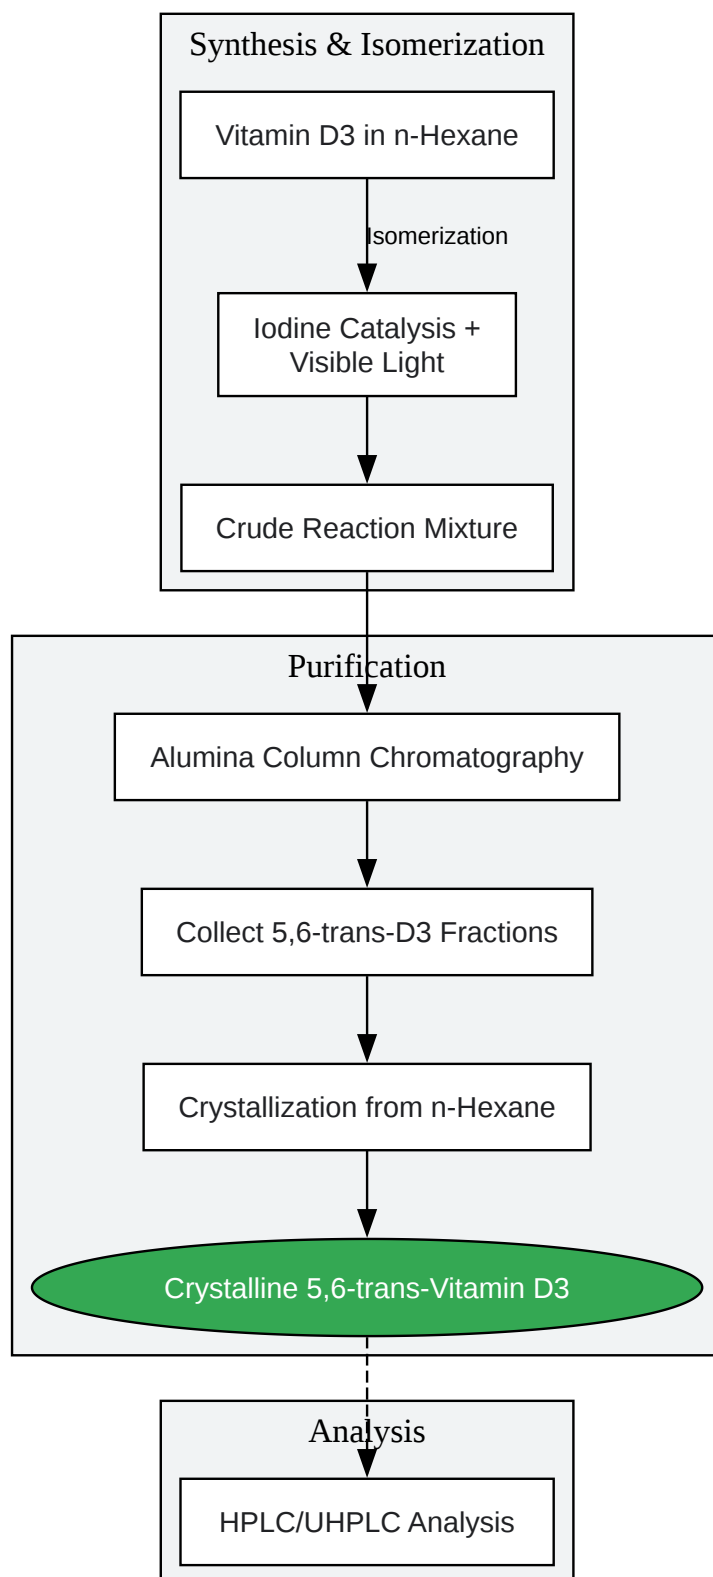 Synthesis & Isomerization
Vitamin D3 in n-Hexane
Isomerization
Iodine Catalysis +
Visible Light
Crude Reaction Mixture
Purification
Alumina Column Chromatography
Collect 5,6-trans-D3 Fractions
Crystallization from n-Hexane
Crystalline 5,6-trans-Vitamin D3
Analysis
HPLC/UHPLC Analysis